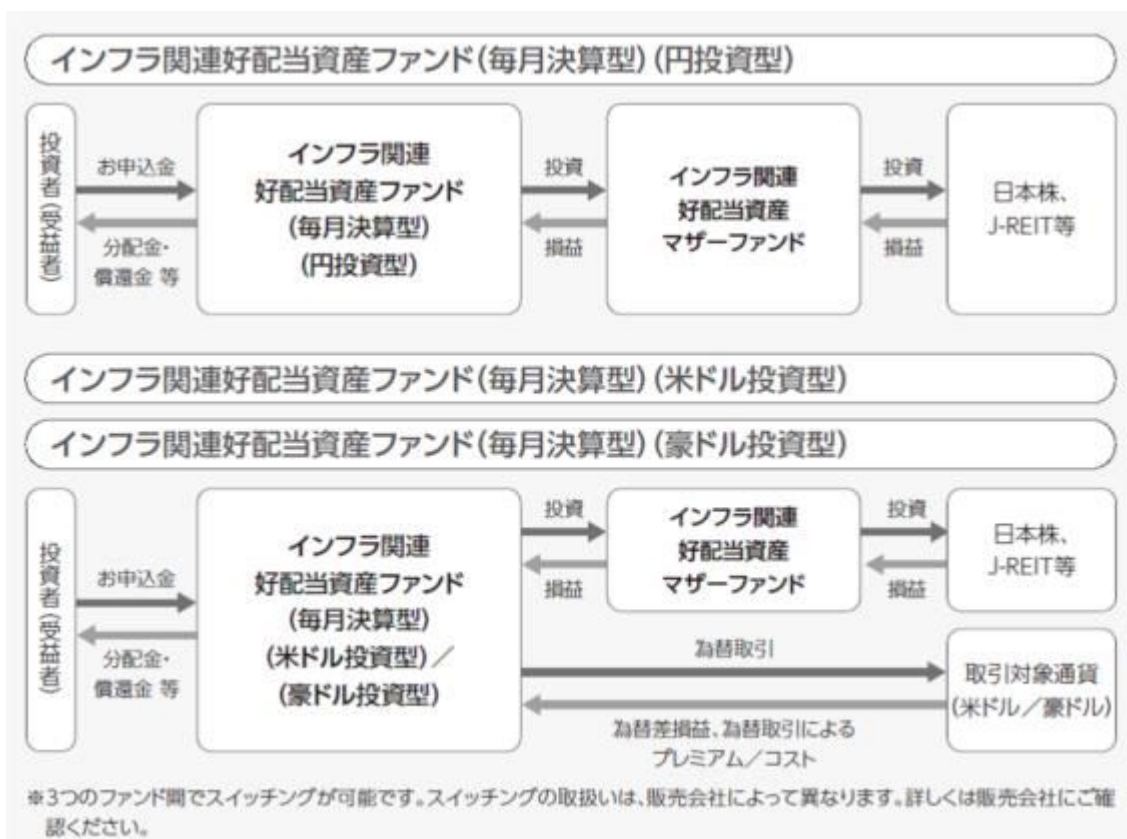 インフラ関連好配当資産ファンド(毎月決算型)(円投資型)
投資者(受益者)
お申込金
分配金・
償還金 等
インフラ関連
好配当資産ファンド
(毎月決算型)
(円投資型)
投資
損益
インフラ関連
好配当資産
マザーファンド
投資
損益
日本株、
J-REIT等
インフラ関連好配当資産ファンド(毎月決算型)(米ドル投資型)
インフラ関連好配当資産ファンド(毎月決算型)(豪ドル投資型)
投資者(受益者)
お申込金
分配金・
償還金 等
インフラ関連
好配当資産ファンド
(毎月決算型)
(米ドル投資型)/
(豪ドル投資型)
投資
損益
インフラ関連
好配当資産
マザーファンド
投資
損益
日本株、
J-REIT等
為替取引
為替差損益、為替取引による
プレミアム/コスト
取引対象通貨
(米ドル/豪ドル)
※3つのファンド間でスイッチングが可能です。スイッチングの取扱いは、販売会社によって異なります。詳しくは販売会社にご確
認ください。